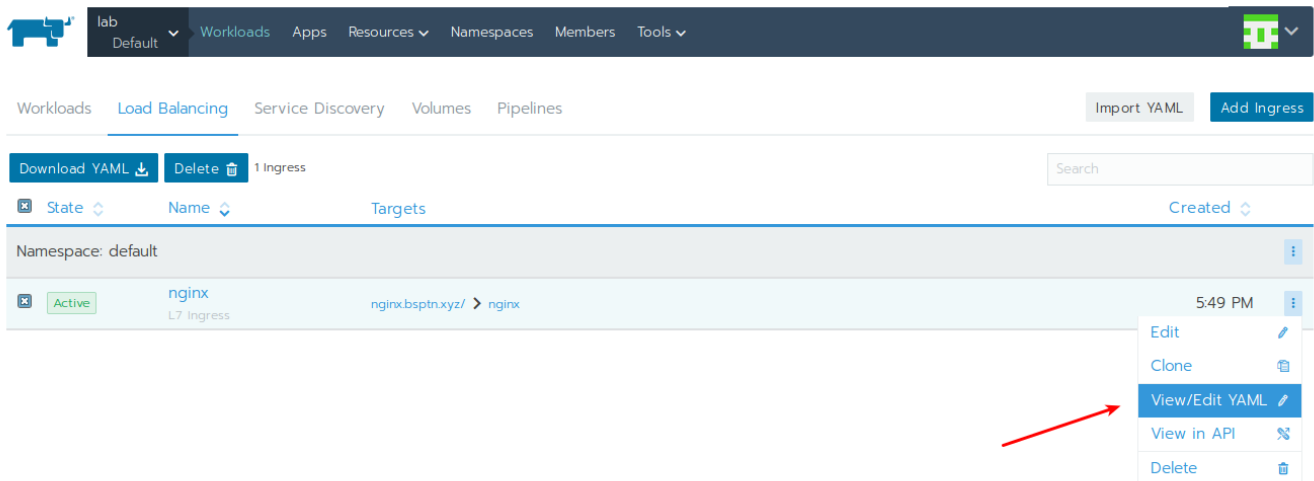 lab
Default
Workloads Apps Resources Namespaces Members Tools
Workloads Load Balancing Service Discovery Volumes Pipelines Import YAML Add Ingress
Download YAML Delete 1 Ingress Search
State Name Targets Created
Namespace: default
Active nginx nginx.bsptn.xyz/ > nginx 5:49 PM
L7 Ingress
Edit
Clone
View/Edit YAML
View in API
Delete